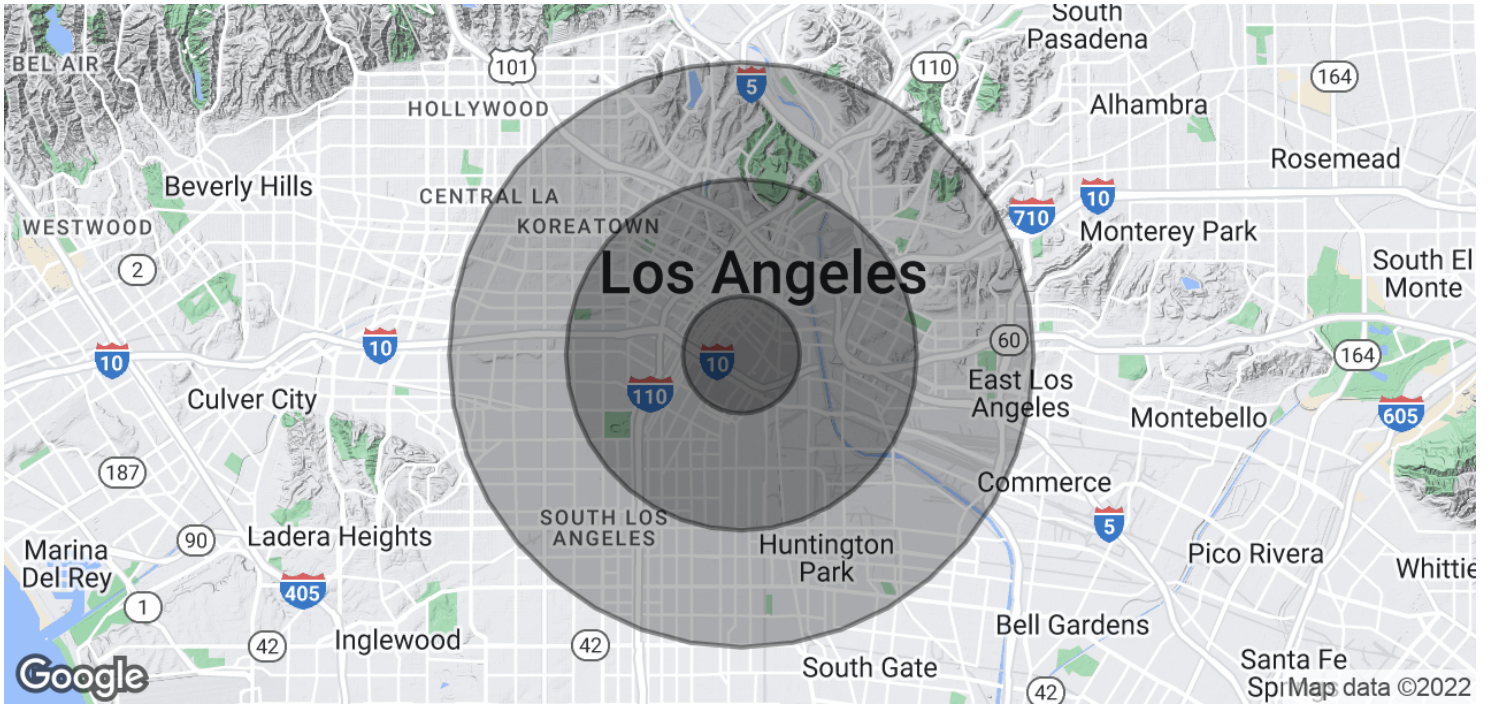 South
Pasadena
BEL AIR
101
5
110
164
HOLLYWOOD
Alhambra
Rosemead
Beverly Hills
CENTRAL LA
10
710
KOREATOWN
WESTWOOD
Monterey Park
2
South El
Monte
Los Angeles
10
10
10
60
164
110
East Los
Angeles
Culver City
Montebello
605
187
Commerce
SOUTH LOS
ANGELES
5
90
Ladera Heights
Huntington
Park
Marina
Del Rey
Pico Rivera
Whittie
405
1
Bell Gardens
42
Inglewood
42
South Gate
Santa Fe
Google
42
Map data ©2022